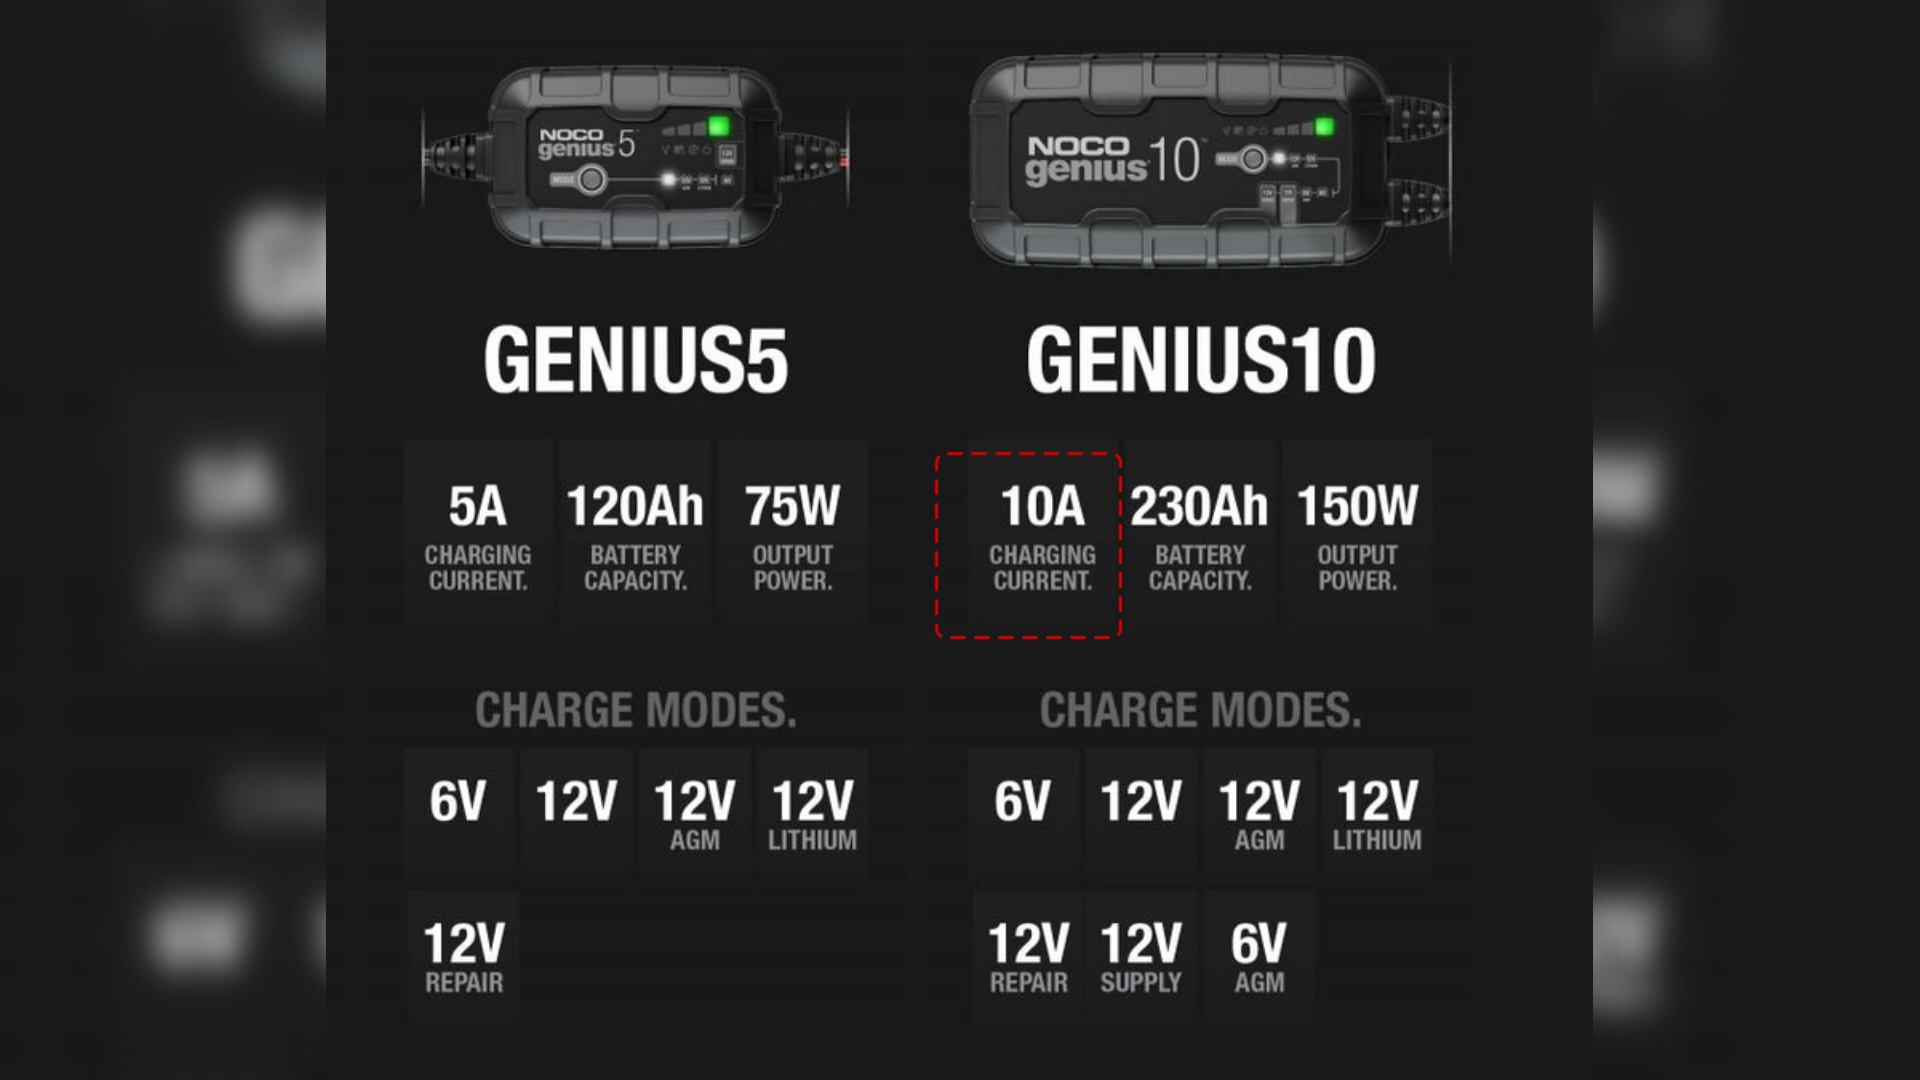 NOCO
genius 5
MODE
NOCO
genius 10
MODE
GENIUS5
GENIUS10
5A
CHARGING
CURRENT.
120Ah
BATTERY
CAPACITY.
75W
OUTPUT
POWER.
10A
CHARGING
CURRENT.
230Ah
BATTERY
CAPACITY.
150W
OUTPUT
POWER.
CHARGE MODES.
CHARGE MODES.
6V
12V
12V
AGM
12V
LITHIUM
12V
REPAIR
6V
12V
12V
AGM
12V
LITHIUM
12V
REPAIR
12V
SUPPLY
6V
AGM